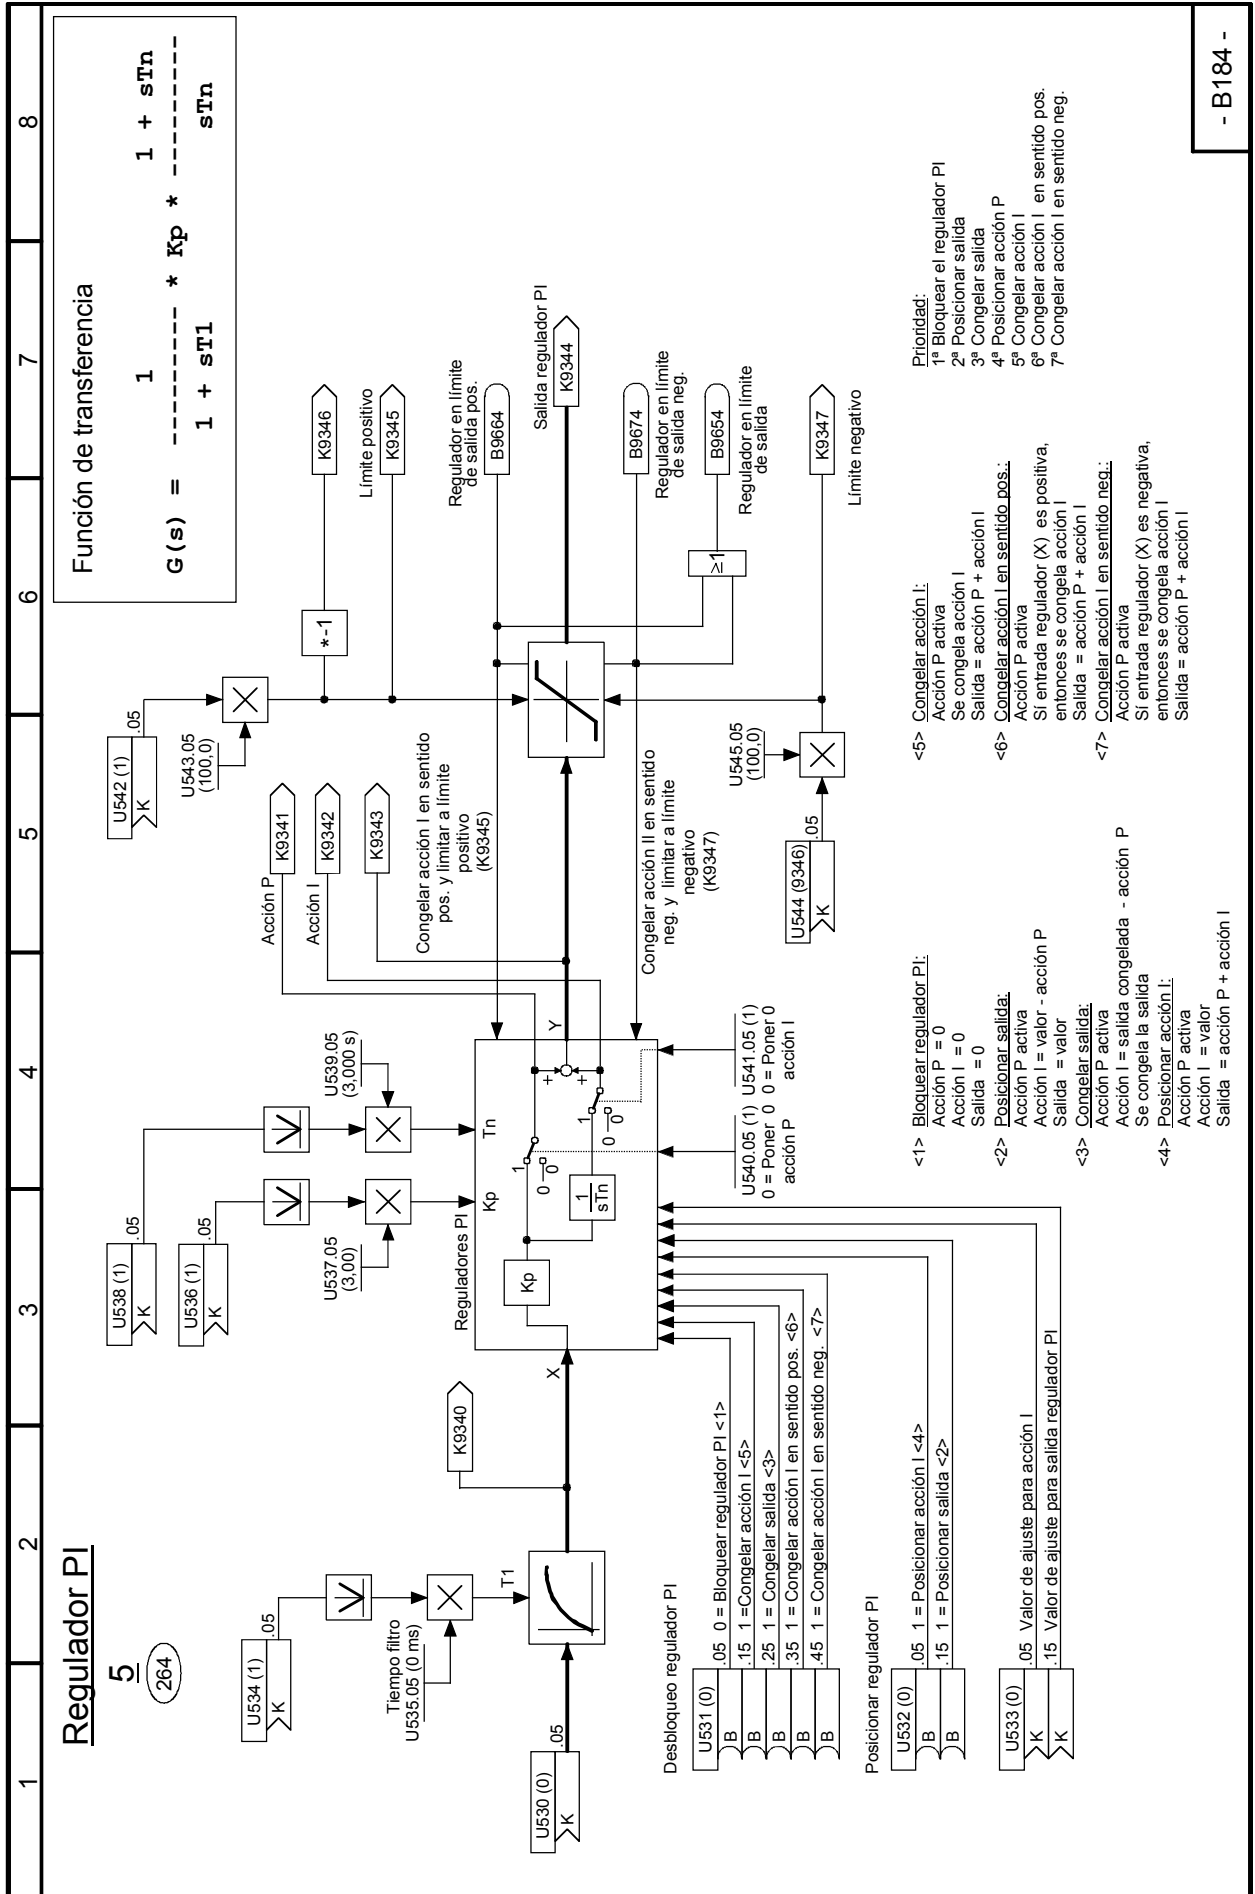 1 2 3 4 5 6 7 8
Regulador PI
5
264
Función de transferencia
1 1 + sTn
G(s) = -------- * Kp * ----------
1 + sT1 sTn
U534 (1)
K
.05
Tiempo filtro
U535.05 (0 ms)
T1
U530 (0)
K
.05
K9340
X
U538 (1)
K
.05
U536 (1)
K
.05
U537.05
(3,00)
U539.05
(3,000 s)
Reguladores PI
Kp
Tn
Kp
1
sTn
1
0
0
1
0
0
+
+
Y
U540.05 (1)
0 = Poner 0
acción P
U541.05 (1)
0 = Poner 0
acción I
Acción P
K9341
Acción I
K9342
K9343
Congelar acción I en sentido
pos. y limitar a límite
positivo
(K9345)
Congelar acción II en sentido
neg. y limitar a límite
negativo
(K9347)
U542 (1)
K
.05
U543.05
(100,0)
*-1
K9346
Límite positivo
K9345
Regulador en límite
de salida pos.
B9664
Salida regulador PI
K9344
B9674
Regulador en límite
de salida neg.
≥1
B9654
Regulador en límite
de salida
K9347
Límite negativo
U545.05
(100,0)
U544 (9346)
K
.05
Desbloqueo regulador PI
U531 (0)
B .05 0 = Bloquear regulador PI <1>
B .15 1 =Congelar acción I <5>
B .25 1 = Congelar salida <3>
B .35 1 = Congelar acción I en sentido pos. <6>
B .45 1 = Congelar acción I en sentido neg. <7>
Posicionar regulador PI
U532 (0)
B .05 1 = Posicionar acción I <4>
B .15 1 = Posicionar salida <2>
U533 (0)
K .05 Valor de ajuste para acción I
K .15 Valor de ajuste para salida regulador PI
<1> Bloquear regulador PI:
Acción P = 0
Acción I = 0
Salida = 0
<2> Posicionar salida:
Acción P activa
Acción I = valor - acción P
Salida = valor
<3> Congelar salida:
Acción P activa
Acción I = salida congelada - acción P
Se congela la salida
<4> Posicionar acción I:
Acción P activa
Acción I = valor
Salida = acción P + acción I
<5> Congelar acción I:
Acción P activa
Se congela acción I
Salida = acción P + acción I
<6> Congelar acción I en sentido pos.:
Acción P activa
Sí entrada regulador (X) es positiva,
entonces se congela acción I
Salida = acción P + acción I
<7> Congelar acción I en sentido neg.:
Acción P activa
Sí entrada regulador (X) es negativa,
entonces se congela acción I
Salida = acción P + acción I
Prioridad:
1ª Bloquear el regulador PI
2ª Posicionar salida
3ª Congelar salida
4ª Posicionar acción P
5ª Congelar acción I
6ª Congelar acción I en sentido pos.
7ª Congelar acción I en sentido neg.
- B184 -